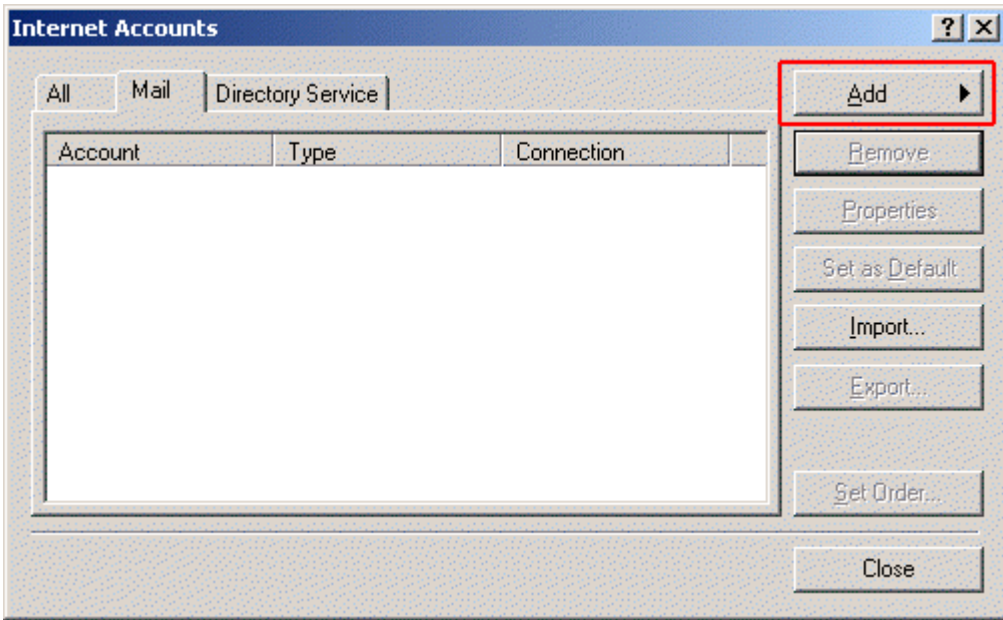 Internet Accounts
All Mail Directory Service
Add
Account Type Connection
Remove
Properties
Set as Default
Import...
Export...
Set Order...
Close